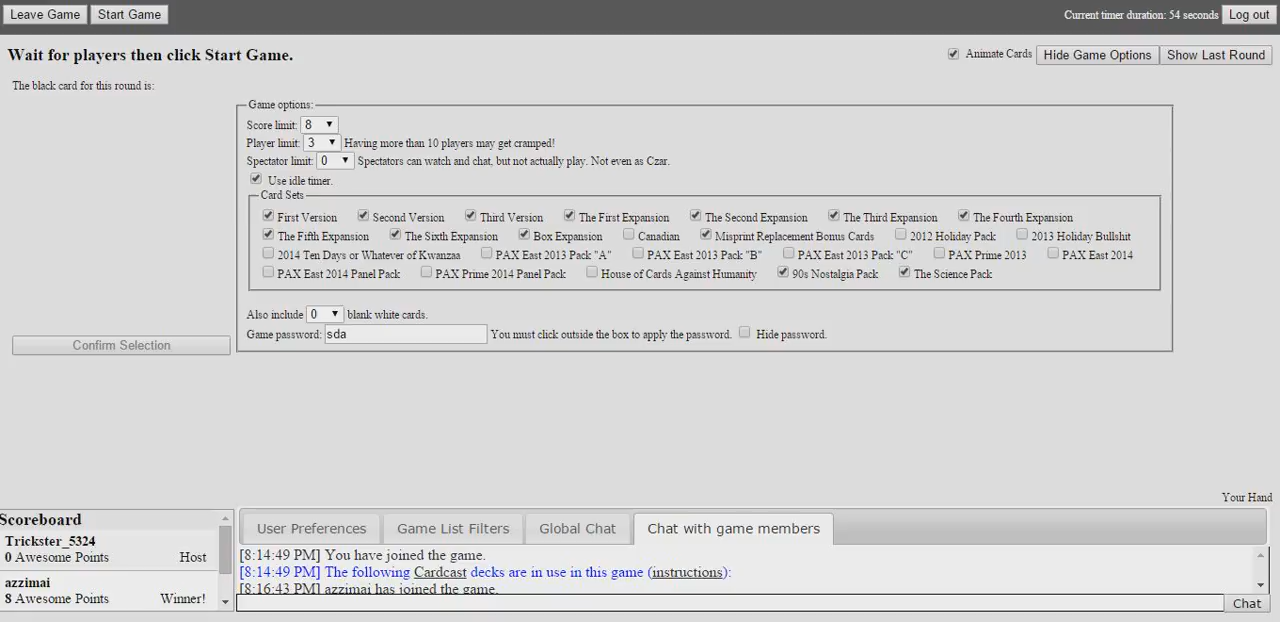 Leave Game Start Game Current timer duration: 54 seconds Log out
Wait for players then click Start Game. Animate Cards Hide Game Options Show Last Round
The black card for this round is:
Game options:
Score limit: 8
Player limit: 3 Having more than 10 players may get cramped!
Spectator limit: 0 Spectators can watch and chat, but not actually play. Not even as Czar.
Use idle timer.
Card Sets
First Version Second Version Third Version The First Expansion The Second Expansion The Third Expansion The Fourth Expansion
The Fifth Expansion The Sixth Expansion Box Expansion Canadian Misprint Replacement Bonus Cards 2012 Holiday Pack 2013 Holiday Bullshit
2014 Ten Days or Whatever of Kwanzaa PAX East 2013 Pack "A" PAX East 2013 Pack "B" PAX East 2013 Pack "C" PAX Prime 2013 PAX East 2014
PAX East 2014 Panel Pack PAX Prime 2014 Panel Pack House of Cards Against Humanity 90s Nostalgia Pack The Science Pack
Also include 0 blank white cards.
Game password: sda You must click outside the box to apply the password. Hide password.
Confirm Selection
Your Hand
Scoreboard
Trickster_5324
0 Awesome Points Host
azzimai
8 Awesome Points Winner!
User Preferences Game List Filters Global Chat Chat with game members
[8:14:49 PM] You have joined the game.
[8:14:49 PM] The following Cardcast decks are in use in this game (instructions):
[8:16:43 PM] azzimai has joined the game.
Chat